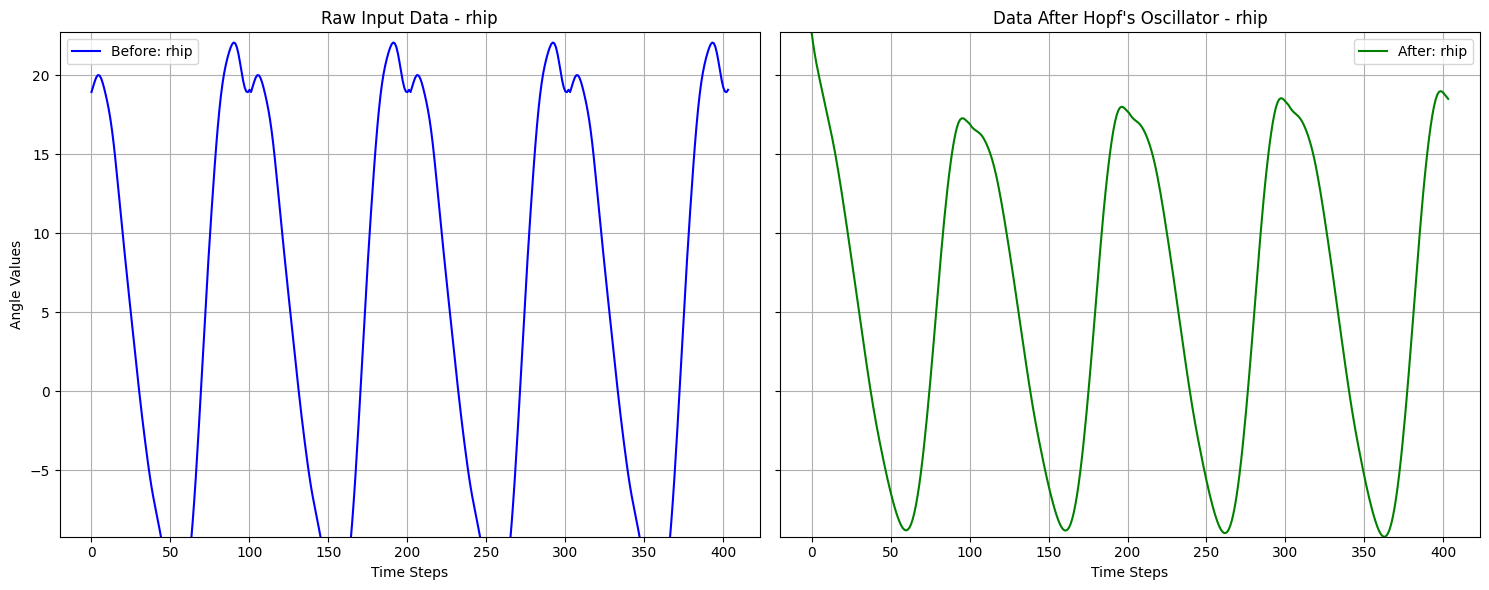 Raw Input Data - rhip
Before: rhip
Angle Values
20
15
10
5
0
−5
0 50 100 150 200 250 300 350 400
Time Steps
Data After Hopf's Oscillator - rhip
After: rhip
0 50 100 150 200 250 300 350 400
Time Steps